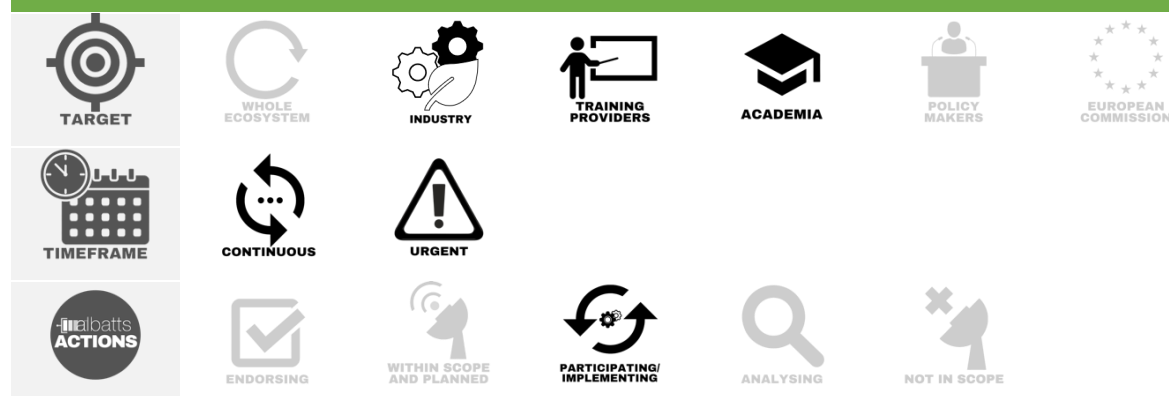 TARGET
WHOLE
ECOSYSTEM
INDUSTRY
TRAINING
PROVIDERS
ACADEMIA
POLICY
MAKERS
EUROPEAN
COMMISSION
TIMEFRAME
CONTINUOUS
URGENT
albatts
ACTIONS
ENDORSING
WITHIN SCOPE
AND PLANNED
PARTICIPATING/
IMPLEMENTING
ANALYSING
NOT IN SCOPE